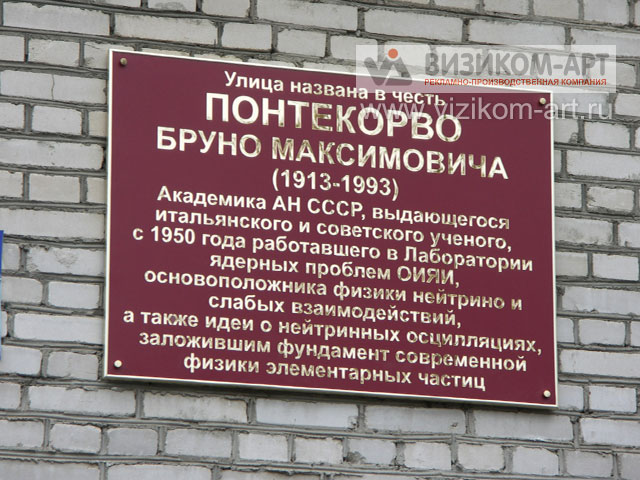 ВИЗИКОМ-АРТ
РЕКЛАМНО-ПРОИЗВОДСТВЕННАЯ КОМПАНИЯ
www.vizikom-art.ru
Улица названа в честь
ПОНТЕКОРВО
БРУНО МАКСИМОВИЧА
(1913-1993)
Академика АН СССР, выдающегося
итальянского и советского ученого,
с 1950 года работавшего в Лаборатории
ядерных проблем ОИЯИ,
основоположника физики нейтрино и
слабых взаимодействий,
а также идеи о нейтринных осцилляциях,
заложившим фундамент современной
физики элементарных частиц